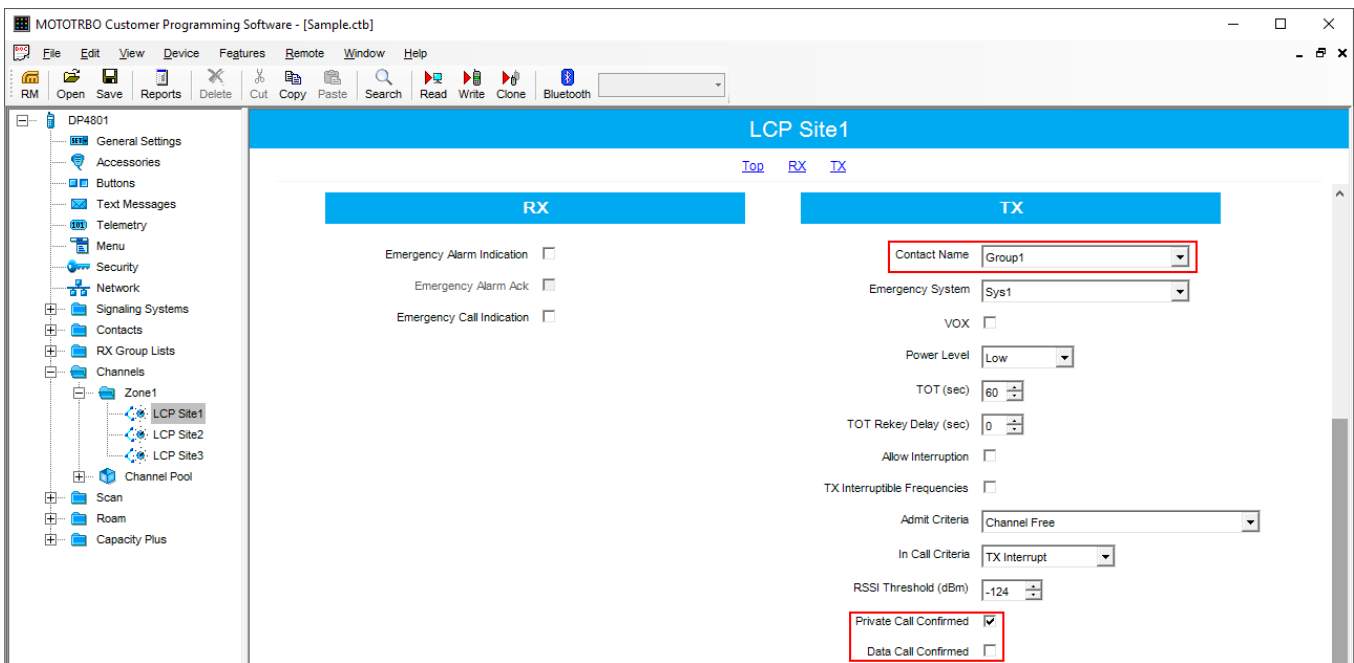 MOTOTRBO Customer Programming Software - [Sample.ctb]
File Edit View Device Features Remote Window Help
RM Open Save Reports Delete Cut Copy Paste Search Read Write Clone Bluetooth
DP4801
General Settings
Accessories
Buttons
Text Messages
Telemetry
Menu
Security
Network
Signaling Systems
Contacts
RX Group Lists
Channels
Zone1
LCP Site1
LCP Site2
LCP Site3
Channel Pool
Scan
Roam
Capacity Plus
LCP Site1
Top RX TX
RX
Emergency Alarm Indication
Emergency Alarm Ack
Emergency Call Indication
TX
Contact Name Group1
Emergency System Sys1
VOX
Power Level Low
TOT (sec) 60
TOT Rekey Delay (sec) 0
Allow Interruption
TX Interruptible Frequencies
Admit Criteria Channel Free
In Call Criteria TX Interrupt
RSSI Threshold (dBm) -124
Private Call Confirmed
Data Call Confirmed